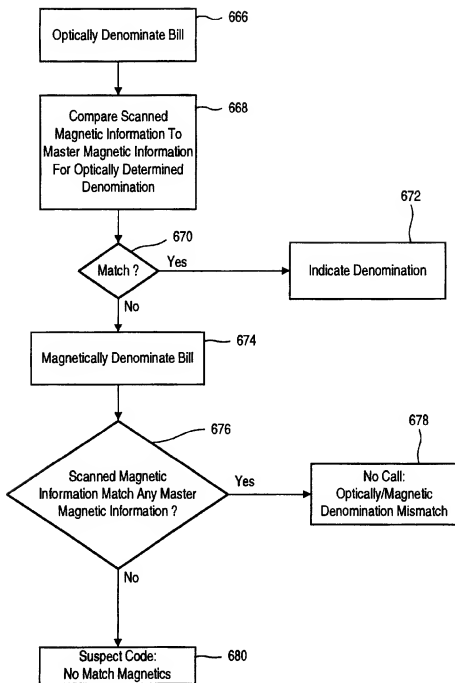 Optically Denominate Bill
666
Compare Scanned
Magnetic Information To
Master Magnetic Information
For Optically Determined
Denomination
668
670
Match ?
Yes
672
Indicate Denomination
No
674
Magnetically Denominate Bill
676
Scanned Magnetic
Information Match Any Master
Magnetic Information ?
Yes
678
No Call:
Optically/Magnetic
Denomination Mismatch
No
Suspect Code:
No Match Magnetics
680